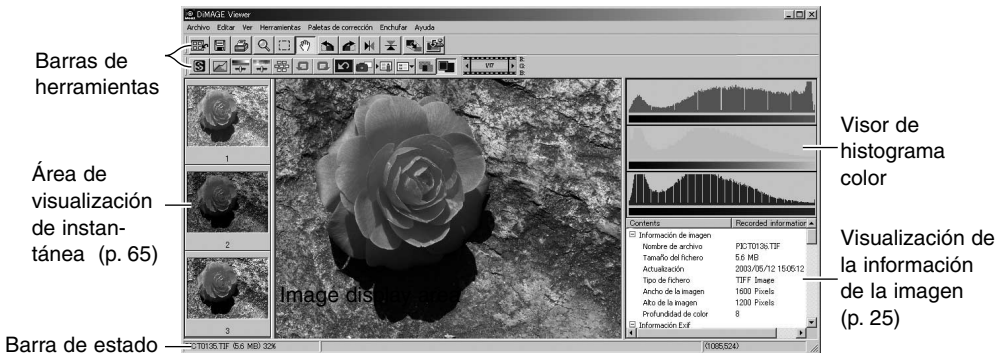 DiMAGE Viewer
Archivo Editar Ver Herramientas Paletas de corrección Enchufar Ayuda
Barras de
herramientas
1/17
R:
G:
B:
1
2
3
Área de
visualización
de instan-
tánea (p. 65)
Image display area
Visor de
histograma
color
Contents Recorded information
Información de imagen
Nombre de archivo PICT0135.TIF
Tamaño del fichero 5.6 MB
Actualización 2003/05/12 15:05:12
Tipo de fichero TIFF Image
Ancho de la imagen 1600 Pixels
Alto de la imagen 1200 Pixels
Profundidad de color 8
Información Exif
Visualización de
la información
de la imagen
(p. 25)
Barra de estado
CT0135.TIF (5.6 MB) 32%
(1085,524)